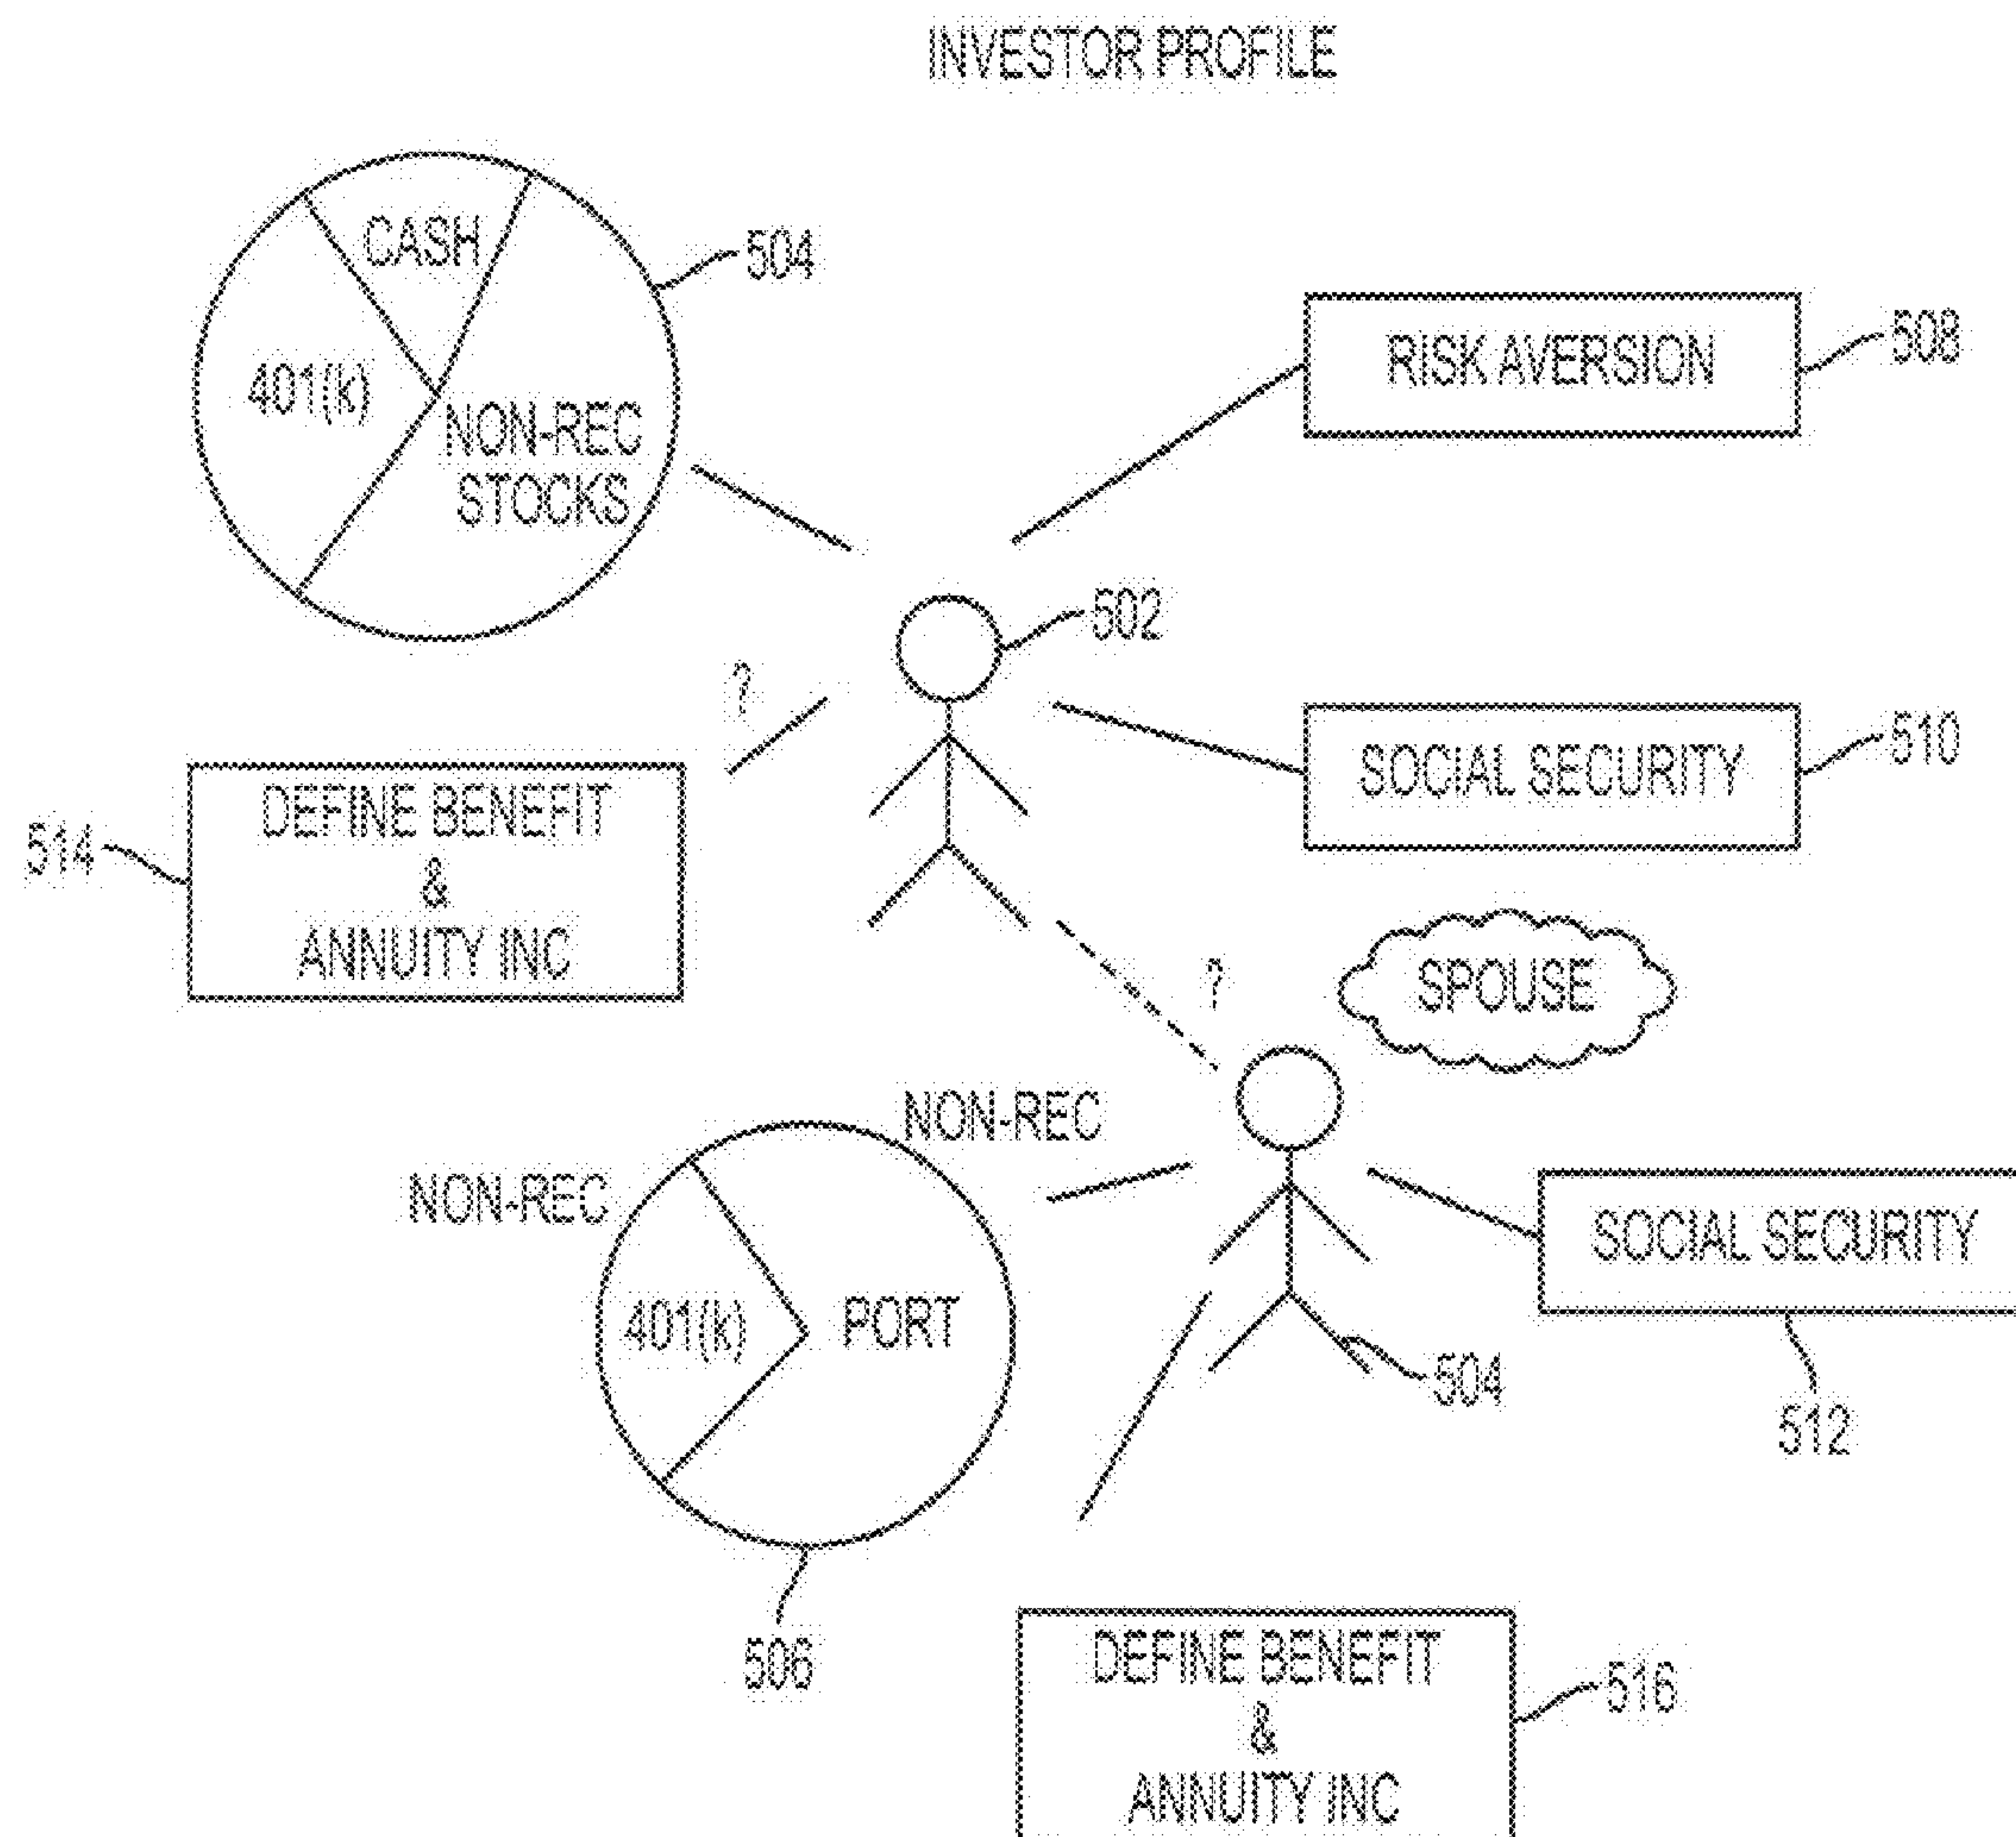 INVESTOR PROFILE
CASH
504
401(k)
NON-REC
STOCKS
RISK AVERSION
508
502
?
SOCIAL SECURITY
510
514
DEFINE BENEFIT
&
ANNUITY INC
?
SPOUSE
NON-REC
NON-REC
401(k)
PORT
SOCIAL SECURITY
504
512
506
DEFINE BENEFIT
&
ANNUITY INC
516